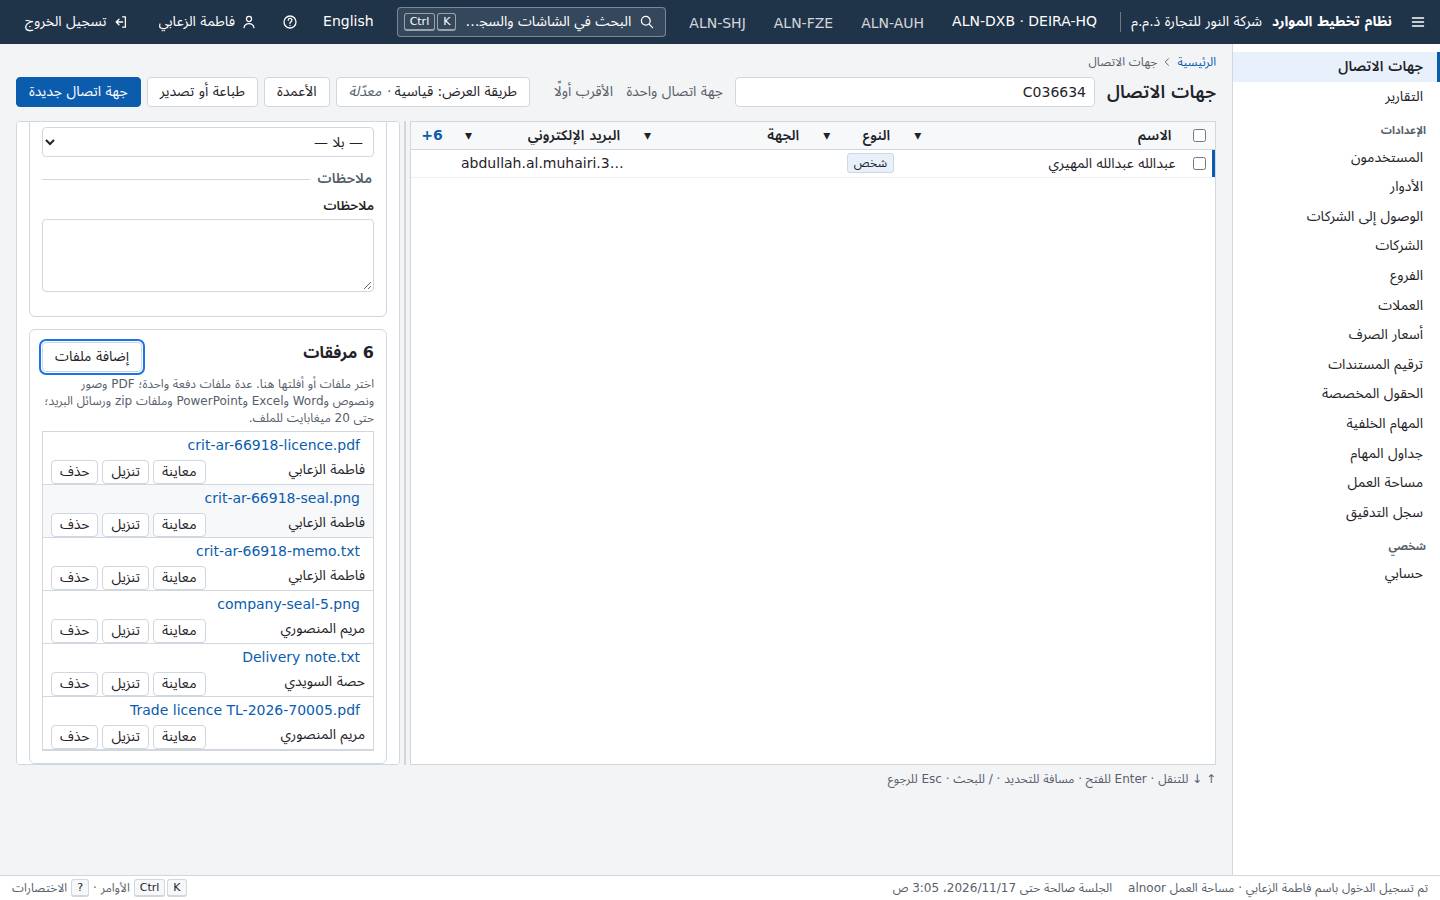 نظام تخطيط الموارد
شركة النور للتجارة ذ.م.م
ALN-DXB · DEIRA-HQ
ALN-AUH
ALN-FZE
ALN-SHJ
البحث في الشاشات والسج...
Ctrl K
English
فاطمة الزعابي
تسجيل الخروج
جهات الاتصال
التقارير
الإعدادات
المستخدمون
الأدوار
الوصول إلى الشركات
الشركات
الفروع
العملات
أسعار الصرف
ترقيم المستندات
الحقول المخصصة
المهام الخلفية
جداول المهام
مساحة العمل
سجل التدقيق
شخصي
حسابي
الرئيسية › جهات الاتصال
جهات الاتصال
C036634
جهة اتصال واحدة
الأقرب أولًا
طريقة العرض: قياسية · معدّلة
الأعمدة
طباعة أو تصدير
جهة اتصال جديدة
الاسم ▼ النوع ▼ الجهة ▼ البريد الإلكتروني ▼ +6
عبدالله عبدالله المهيري شخص abdullah.al.muhairi.3...
↑ ↓ للتنقل · Enter للفتح · مسافة للتحديد · / للبحث · Esc للرجوع
— بلا —
ملاحظات
ملاحظات
6 مرفقات
إضافة ملفات
اختر ملفات أو أفلتها هنا. عدة ملفات دفعة واحدة؛ PDF وصور
ونصوص وWord وExcel وPowerPoint وملفات zip ورسائل البريد؛
حتى 20 ميغابايت للملف.
crit-ar-66918-licence.pdf
فاطمة الزعابي معاينة تنزيل حذف
crit-ar-66918-seal.png
فاطمة الزعابي معاينة تنزيل حذف
crit-ar-66918-memo.txt
فاطمة الزعابي معاينة تنزيل حذف
company-seal-5.png
مريم المنصوري معاينة تنزيل حذف
Delivery note.txt
حصة السويدي معاينة تنزيل حذف
Trade licence TL-2026-70005.pdf
مريم المنصوري معاينة تنزيل حذف
تم تسجيل الدخول باسم فاطمة الزعابي · مساحة العمل alnoor
الجلسة صالحة حتى 2026/11/17، 3:05 ص
Ctrl K الأوامر · ? الاختصارات